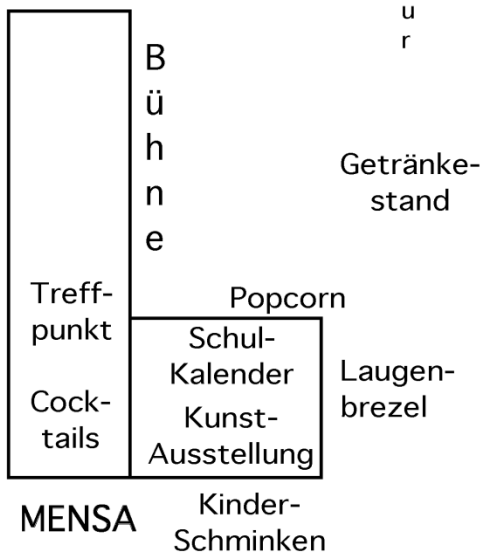 u
r
B
ü
h
n
e
Getränke-
stand
Treff-
punkt
Popcorn
Schul-
Kalender
Laugen-
brezel
Cock-
tails
Kunst-
Ausstellung
MENSA
Kinder-
Schminken